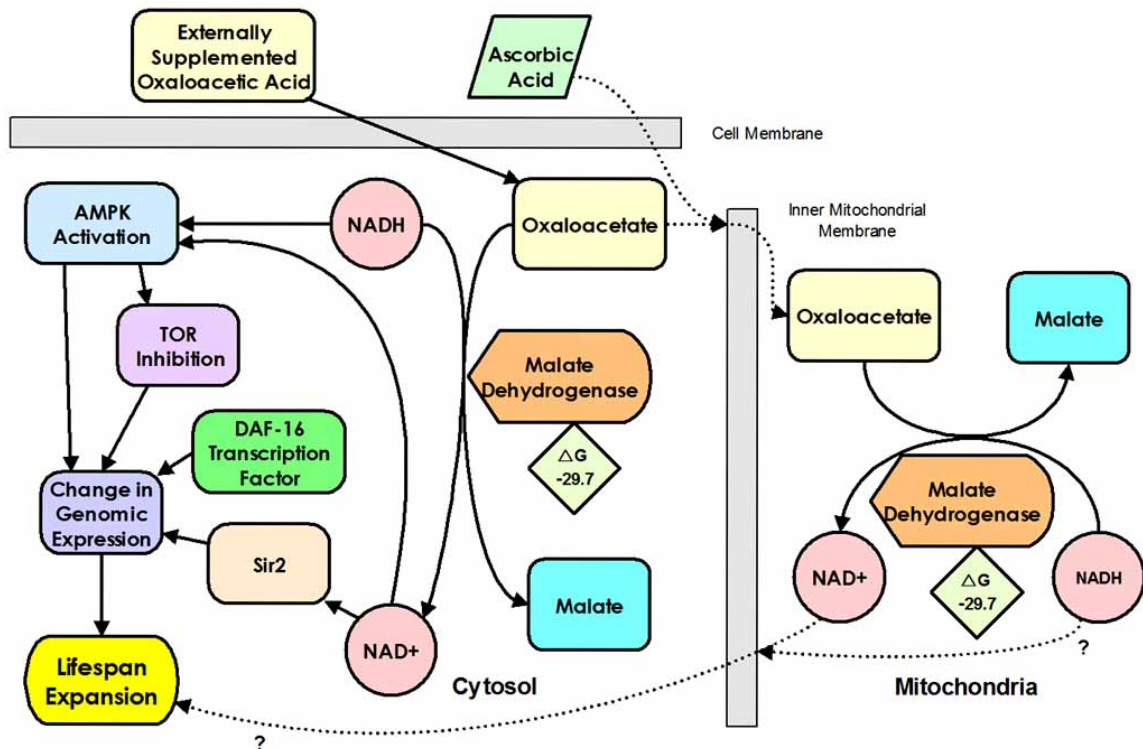 Externally
Supplemented
Oxaloacetic Acid
Ascorbic
Acid
Cell Membrane
AMPK
Activation
NADH
Oxaloacetate
Inner Mitochondrial
Membrane
Oxaloacetate
Malate
TOR
Inhibition
Malate
Dehydrogenase
DAF-16
Transcription
Factor
△G
-29.7
Change in
Genomic
Expression
Malate
Dehydrogenase
Sir2
NAD+
△G
-29.7
NADH
Malate
NAD+
Lifespan
Expansion
Cytosol
Mitochondria
?
?